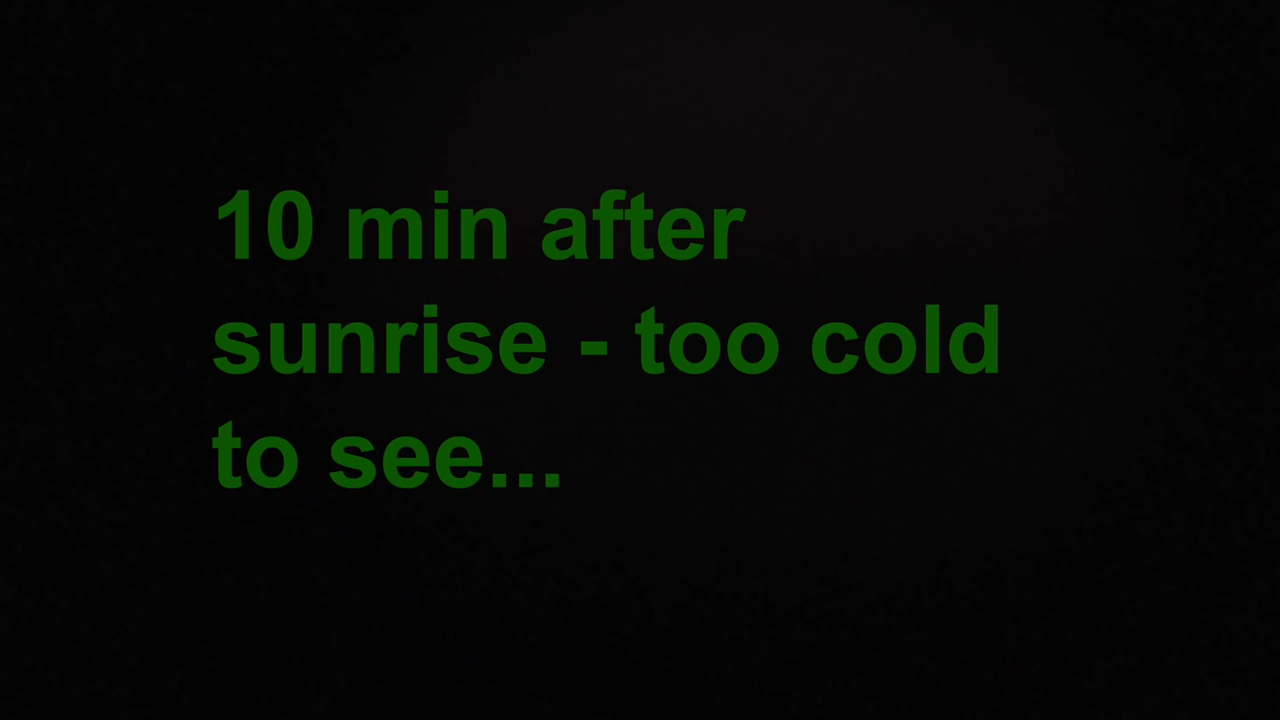 10 min after
sunrise - too cold
to see...